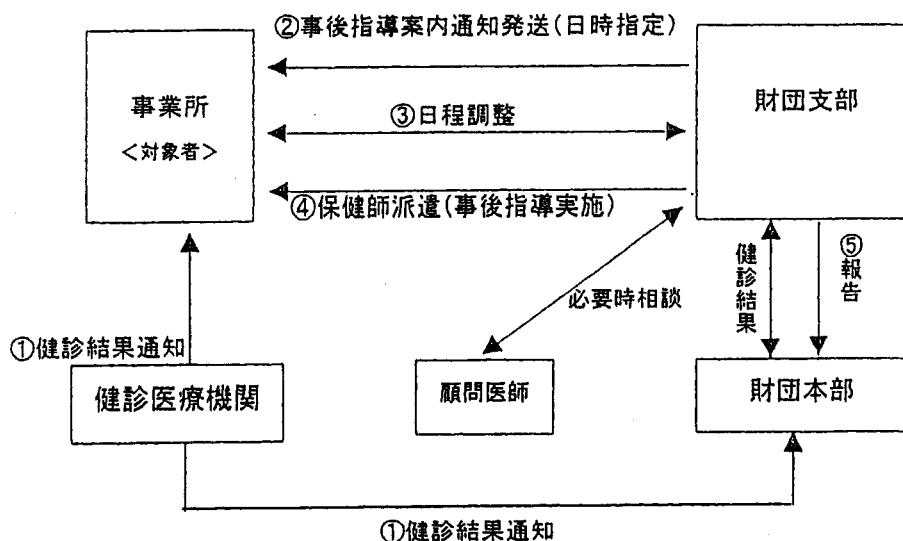 ②事後指導案内通知発送(日時指定)
事業所
<対象者>
財団支部
③日程調整
④保健師派遣(事後指導実施)
健診結果
⑤報告
必要時相談
①健診結果通知
健診医療機関
顧問医師
財団本部
①健診結果通知